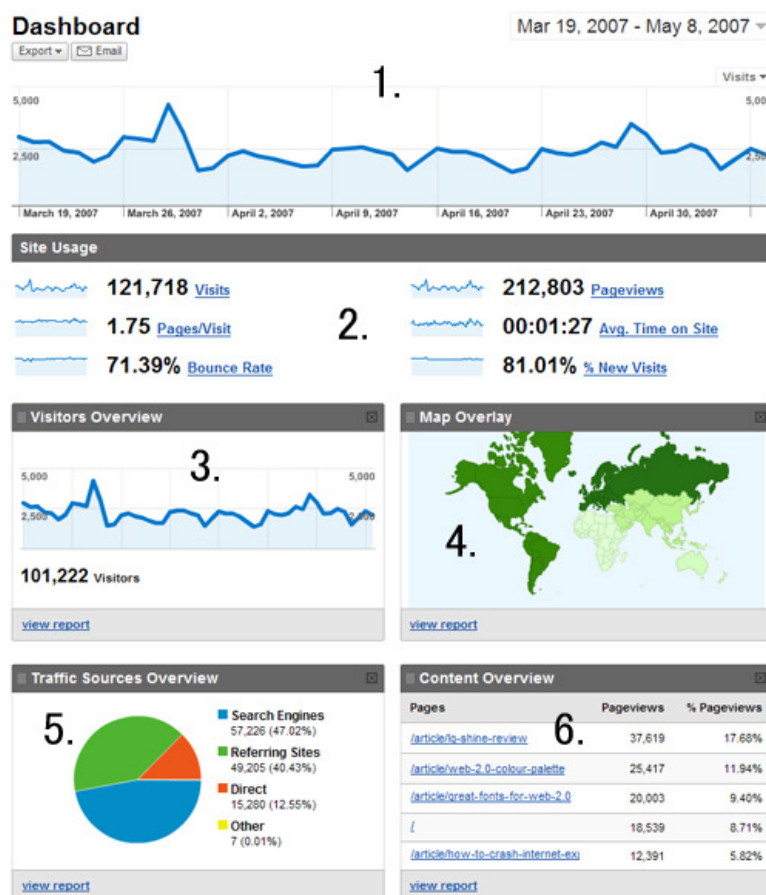 Dashboard
Mar 19, 2007 - May 8, 2007
Export
Email
1.
Visits
5,000
5,00
2,500
2,50
March 19, 2007
March 26, 2007
April 2, 2007
April 9, 2007
April 16, 2007
April 23, 2007
April 30, 2007
Site Usage
121,718 Visits
212,803 Pageviews
1.75 Pages/Visit
2.
00:01:27 Avg. Time on Site
71.39% Bounce Rate
81.01% % New Visits
Visitors Overview
3.
5,000
5,000
2,500
2,500
101,222 Visitors
view report
Map Overlay
4.
view report
Traffic Sources Overview
5.
Search Engines
57,226 (47.02%)
Referring Sites
49,205 (40.43%)
Direct
15,280 (12.55%)
Other
7 (0.01%)
view report
Content Overview
Pages Pageviews % Pageviews
6.
/article/lg-shine-review 37,619 17.68%
/article/web-2.0-colour-palette 25,417 11.94%
/article/great-fonts-for-web-2.0 20,003 9.40%
/ 18,539 8.71%
/article/how-to-crash-internet-exp 12,391 5.82%
view report